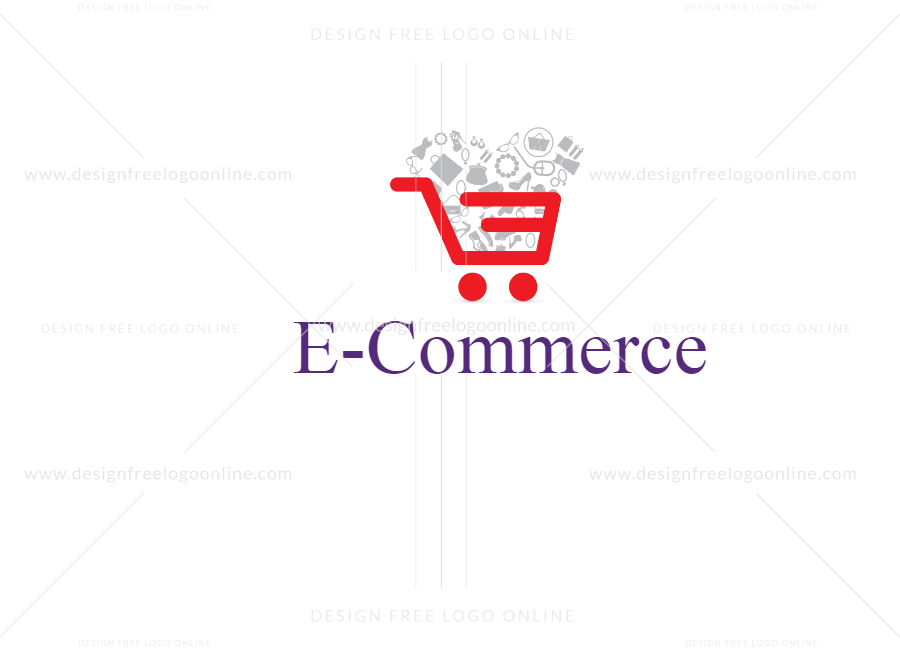 DESIGN FREE LOGO ONLINE DESIGN FREE LOGO ONLINE
DESIGN FREE LOGO ONLINE
www.designfreelogoonline.com www.designfreelogoonline.com
DESIGN FREE LOGO ONLINE www.designfreelogoonline.com DESIGN FREE LOGO ONLINE
E-Commerce
www.designfreelogoonline.com www.designfreelogoonline.com
DESIGN FREE LOGO ONLINE
DESIGN FREE LOGO ONLINE DESIGN FREE LOGO ONLINE